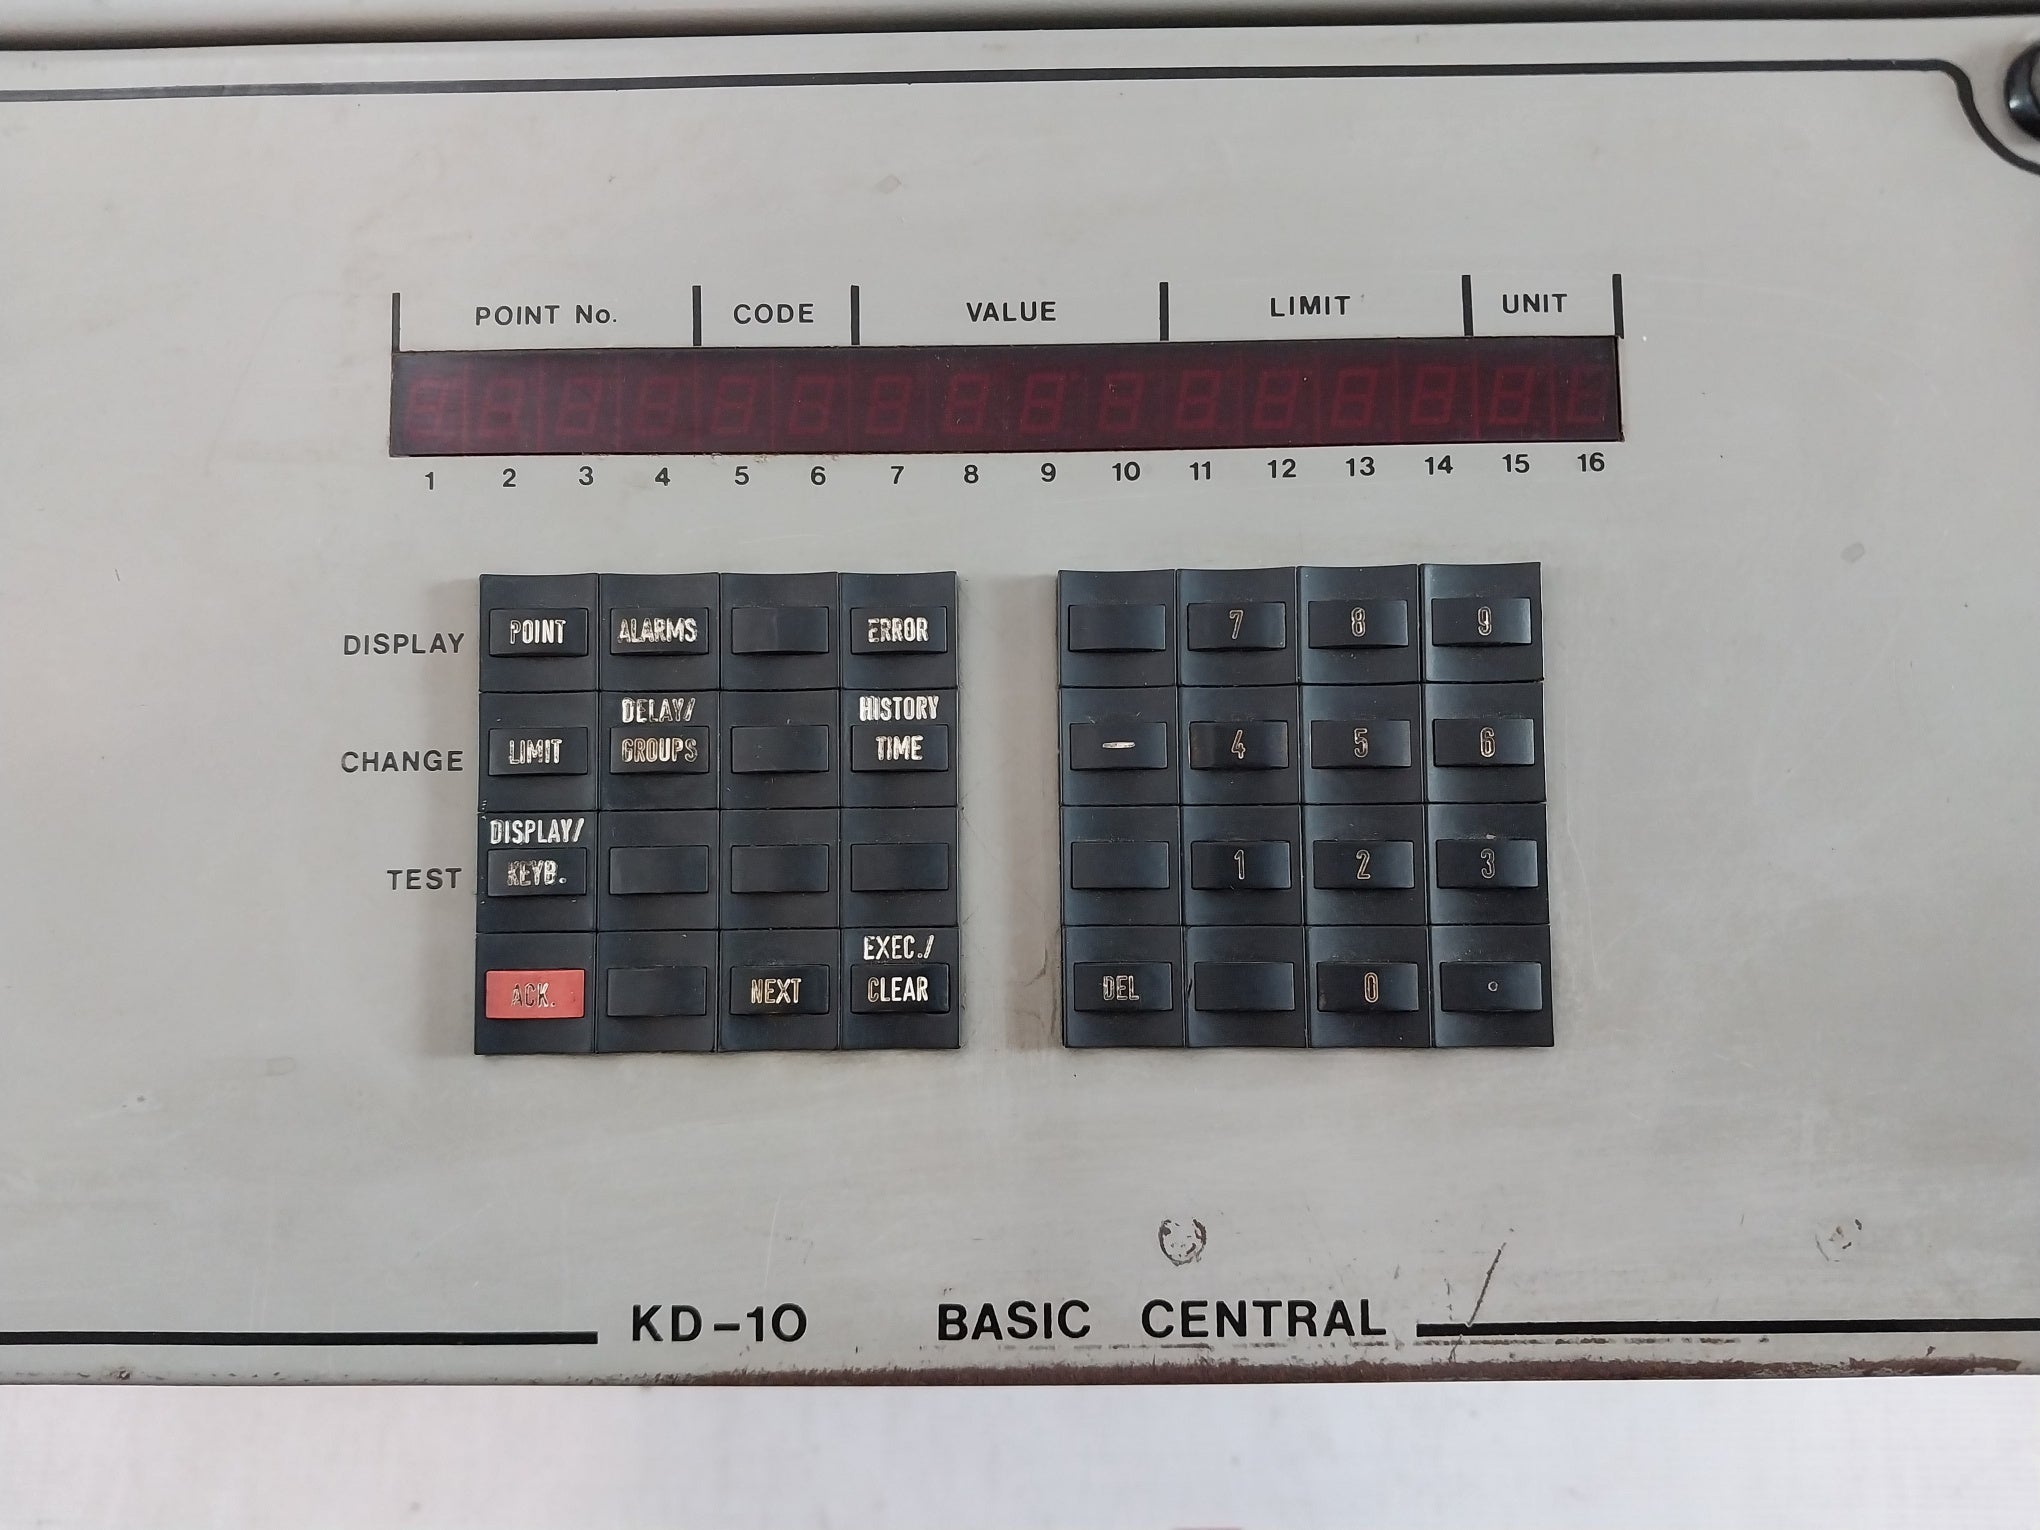 POINT No. CODE VALUE LIMIT UNIT
1 2 3 4 5 6 7 8 9 10 11 12 13 14 15 16
DISPLAY POINT ALARMS ERROR 7 8 9
DELAY/ HISTORY
CHANGE LIMIT GROUPS TIME - 4 5 6
DISPLAY/
TEST KEYB. 1 2 3
EXEC./
ACK. NEXT CLEAR DEL 0 .
KD-10 BASIC CENTRAL